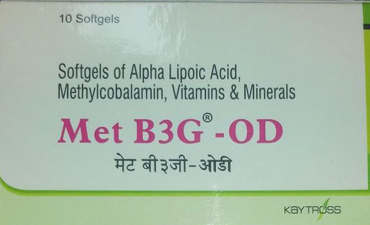 10 Softgels
Softgels of Alpha Lipoic Acid,
Methylcobalamin, Vitamins & Minerals
Met B3G®-OD
मेट बी३जी-ओडी
KAYTROSS